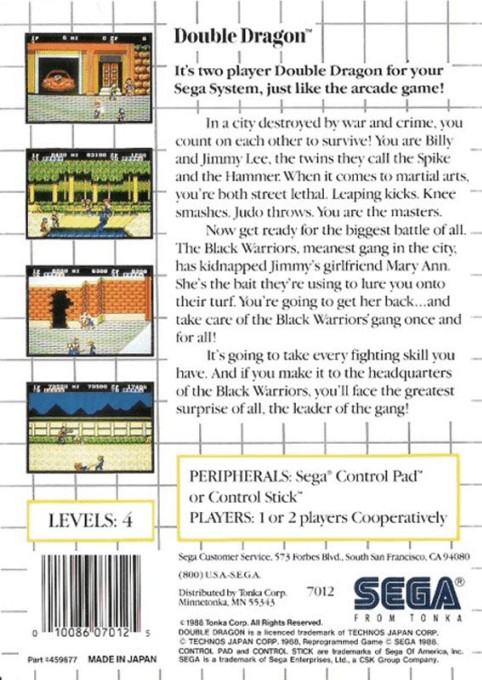 Double Dragon™
It's two player Double Dragon for your
Sega System, just like the arcade game!
In a city destroyed by war and crime, you
count on each other to survive! You are Billy
and Jimmy Lee, the twins they call the Spike
and the Hammer. When it comes to martial arts,
you're both street lethal. Leaping kicks. Knee
smashes. Judo throws. You are the masters.
Now get ready for the biggest battle of all.
The Black Warriors, meanest gang in the city,
has kidnapped Jimmy's girlfriend Mary Ann.
She's the bait they're using to lure you onto
their turf. You're going to get her back...and
take care of the Black Warriors' gang once and
for all!
It's going to take every fighting skill you
have. And if you make it to the headquarters
of the Black Warriors, you'll face the greatest
surprise of all, the leader of the gang!
PERIPHERALS: Sega® Control Pad™
or Control Stick™
PLAYERS: 1 or 2 players Cooperatively
LEVELS: 4
Sega Customer Service, 573 Forbes Blvd., South San Francisco, CA 94080
(800) U.S.A.-S.E.G.A.
Distributed by Tonka Corp.
Minnetonka, MN 55343
7012
SEGA®
FROM TONKA
© 1988 Tonka Corp. All Rights Reserved.
DOUBLE DRAGON is a licenced trademark of TECHNOS JAPAN CORP.
© TECHNOS JAPAN CORP. 1988, Reprogrammed Game © SEGA 1988.
CONTROL PAD and CONTROL STICK are trademarks of Sega Of America, Inc.
SEGA is a trademark of Sega Enterprises, Ltd., a CSK Group Company.
0 10086 07012 5
Part #459877 MADE IN JAPAN